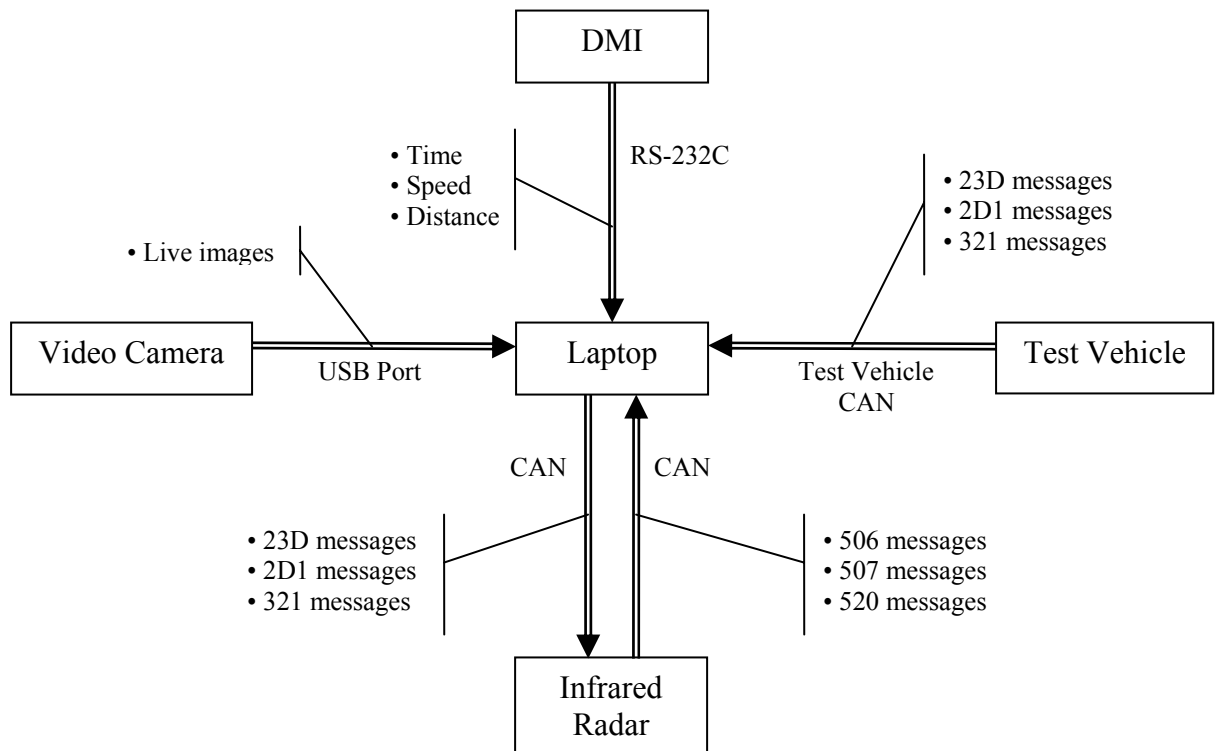 DMI
RS-232C
• Time
• Speed
• Distance
• 23D messages
• 2D1 messages
• 321 messages
• Live images
Video Camera
USB Port
Laptop
Test Vehicle
CAN
Test Vehicle
CAN
CAN
• 23D messages
• 2D1 messages
• 321 messages
• 506 messages
• 507 messages
• 520 messages
Infrared
Radar